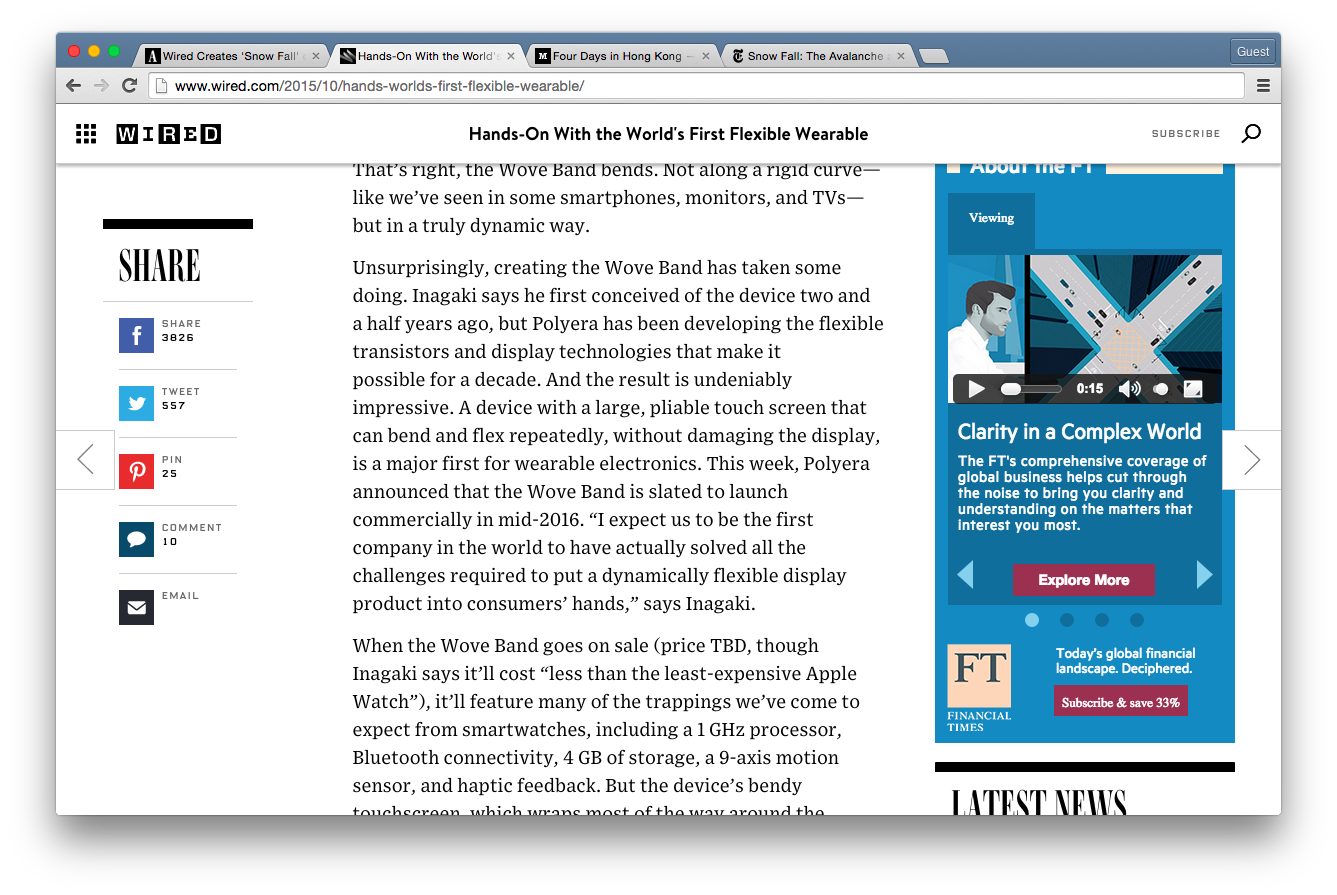 Wired Creates 'Snow Fall'
Hands-On With the World's
Four Days in Hong Kong —
Snow Fall: The Avalanche
Guest
www.wired.com/2015/10/hands-worlds-first-flexible-wearable/
WIRED
Hands-On With the World's First Flexible Wearable
SUBSCRIBE
SHARE
SHARE
3826
TWEET
557
PIN
25
COMMENT
10
EMAIL
That's right, the Wove Band bends. Not along a rigid curve—
like we've seen in some smartphones, monitors, and TVs—
but in a truly dynamic way.
Unsurprisingly, creating the Wove Band has taken some
doing. Inagaki says he first conceived of the device two and
a half years ago, but Polyera has been developing the flexible
transistors and display technologies that make it
possible for a decade. And the result is undeniably
impressive. A device with a large, pliable touch screen that
can bend and flex repeatedly, without damaging the display,
is a major first for wearable electronics. This week, Polyera
announced that the Wove Band is slated to launch
commercially in mid-2016. “I expect us to be the first
company in the world to have actually solved all the
challenges required to put a dynamically flexible display
product into consumers’ hands,” says Inagaki.
When the Wove Band goes on sale (price TBD, though
Inagaki says it’ll cost “less than the least-expensive Apple
Watch”), it’ll feature many of the trappings we’ve come to
expect from smartwatches, including a 1 GHz processor,
Bluetooth connectivity, 4 GB of storage, a 9-axis motion
sensor, and haptic feedback. But the device’s bendy
touchscreen, which wraps most of the way around the
About the FT
Viewing
0:15
Clarity in a Complex World
The FT's comprehensive coverage of
global business helps cut through
the noise to bring you clarity and
understanding on the matters that
interest you most.
Explore More
FT
FINANCIAL
TIMES
Today's global financial
landscape. Deciphered.
Subscribe & save 33%
LATEST NEWS